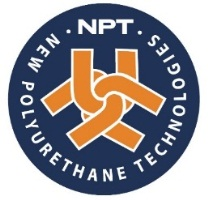 · NPT ·
NEW POLYURETHANE TECHNOLOGIES